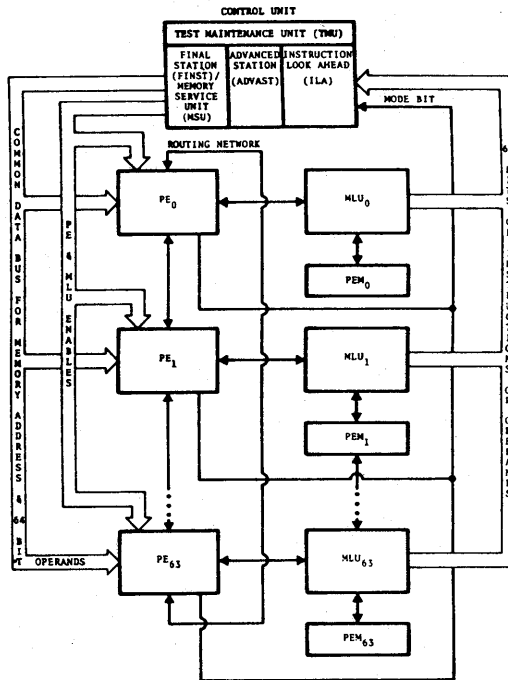 CONTROL UNIT
TEST MAINTENANCE UNIT (TMU)
FINAL
STATION
(FINST)/
MEMORY
SERVICE
UNIT
(MSU)
ADVANCED
STATION
(ADVAST)
INSTRUCTION
LOOK AHEAD
(ILA)
MODE BIT
ROUTING NETWORK
COMMON DATA BUS FOR MEMORY ADDRESS & 64 BIT
OPERANDS
PE & MLU ENABLES
PE0
MLU0
PEM0
PE1
MLU1
PEM1
PE63
MLU63
PEM63